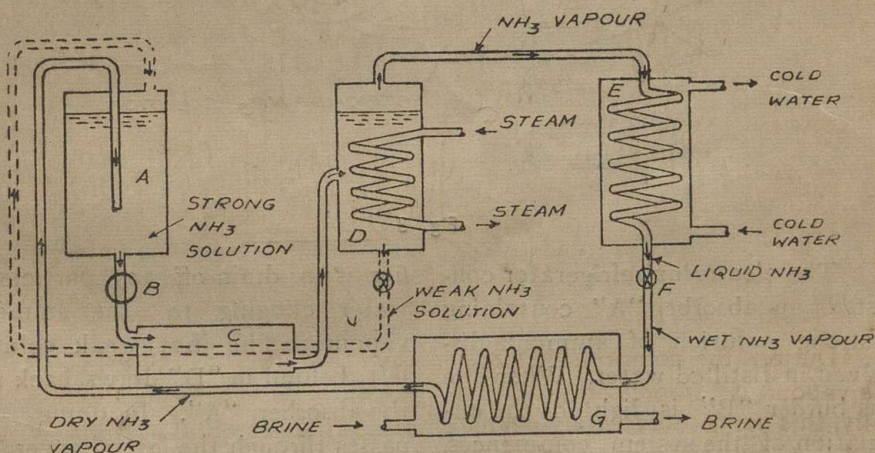 NH3 VAPOUR
E
COLD
WATER
STEAM
A
STRONG
NH3
SOLUTION
D
STEAM
COLD
WATER
LIQUID NH3
B
F
WEAK NH3
SOLUTION
C
WET NH3 VAPOUR
G
DRY NH3
VAPOUR
BRINE
BRINE